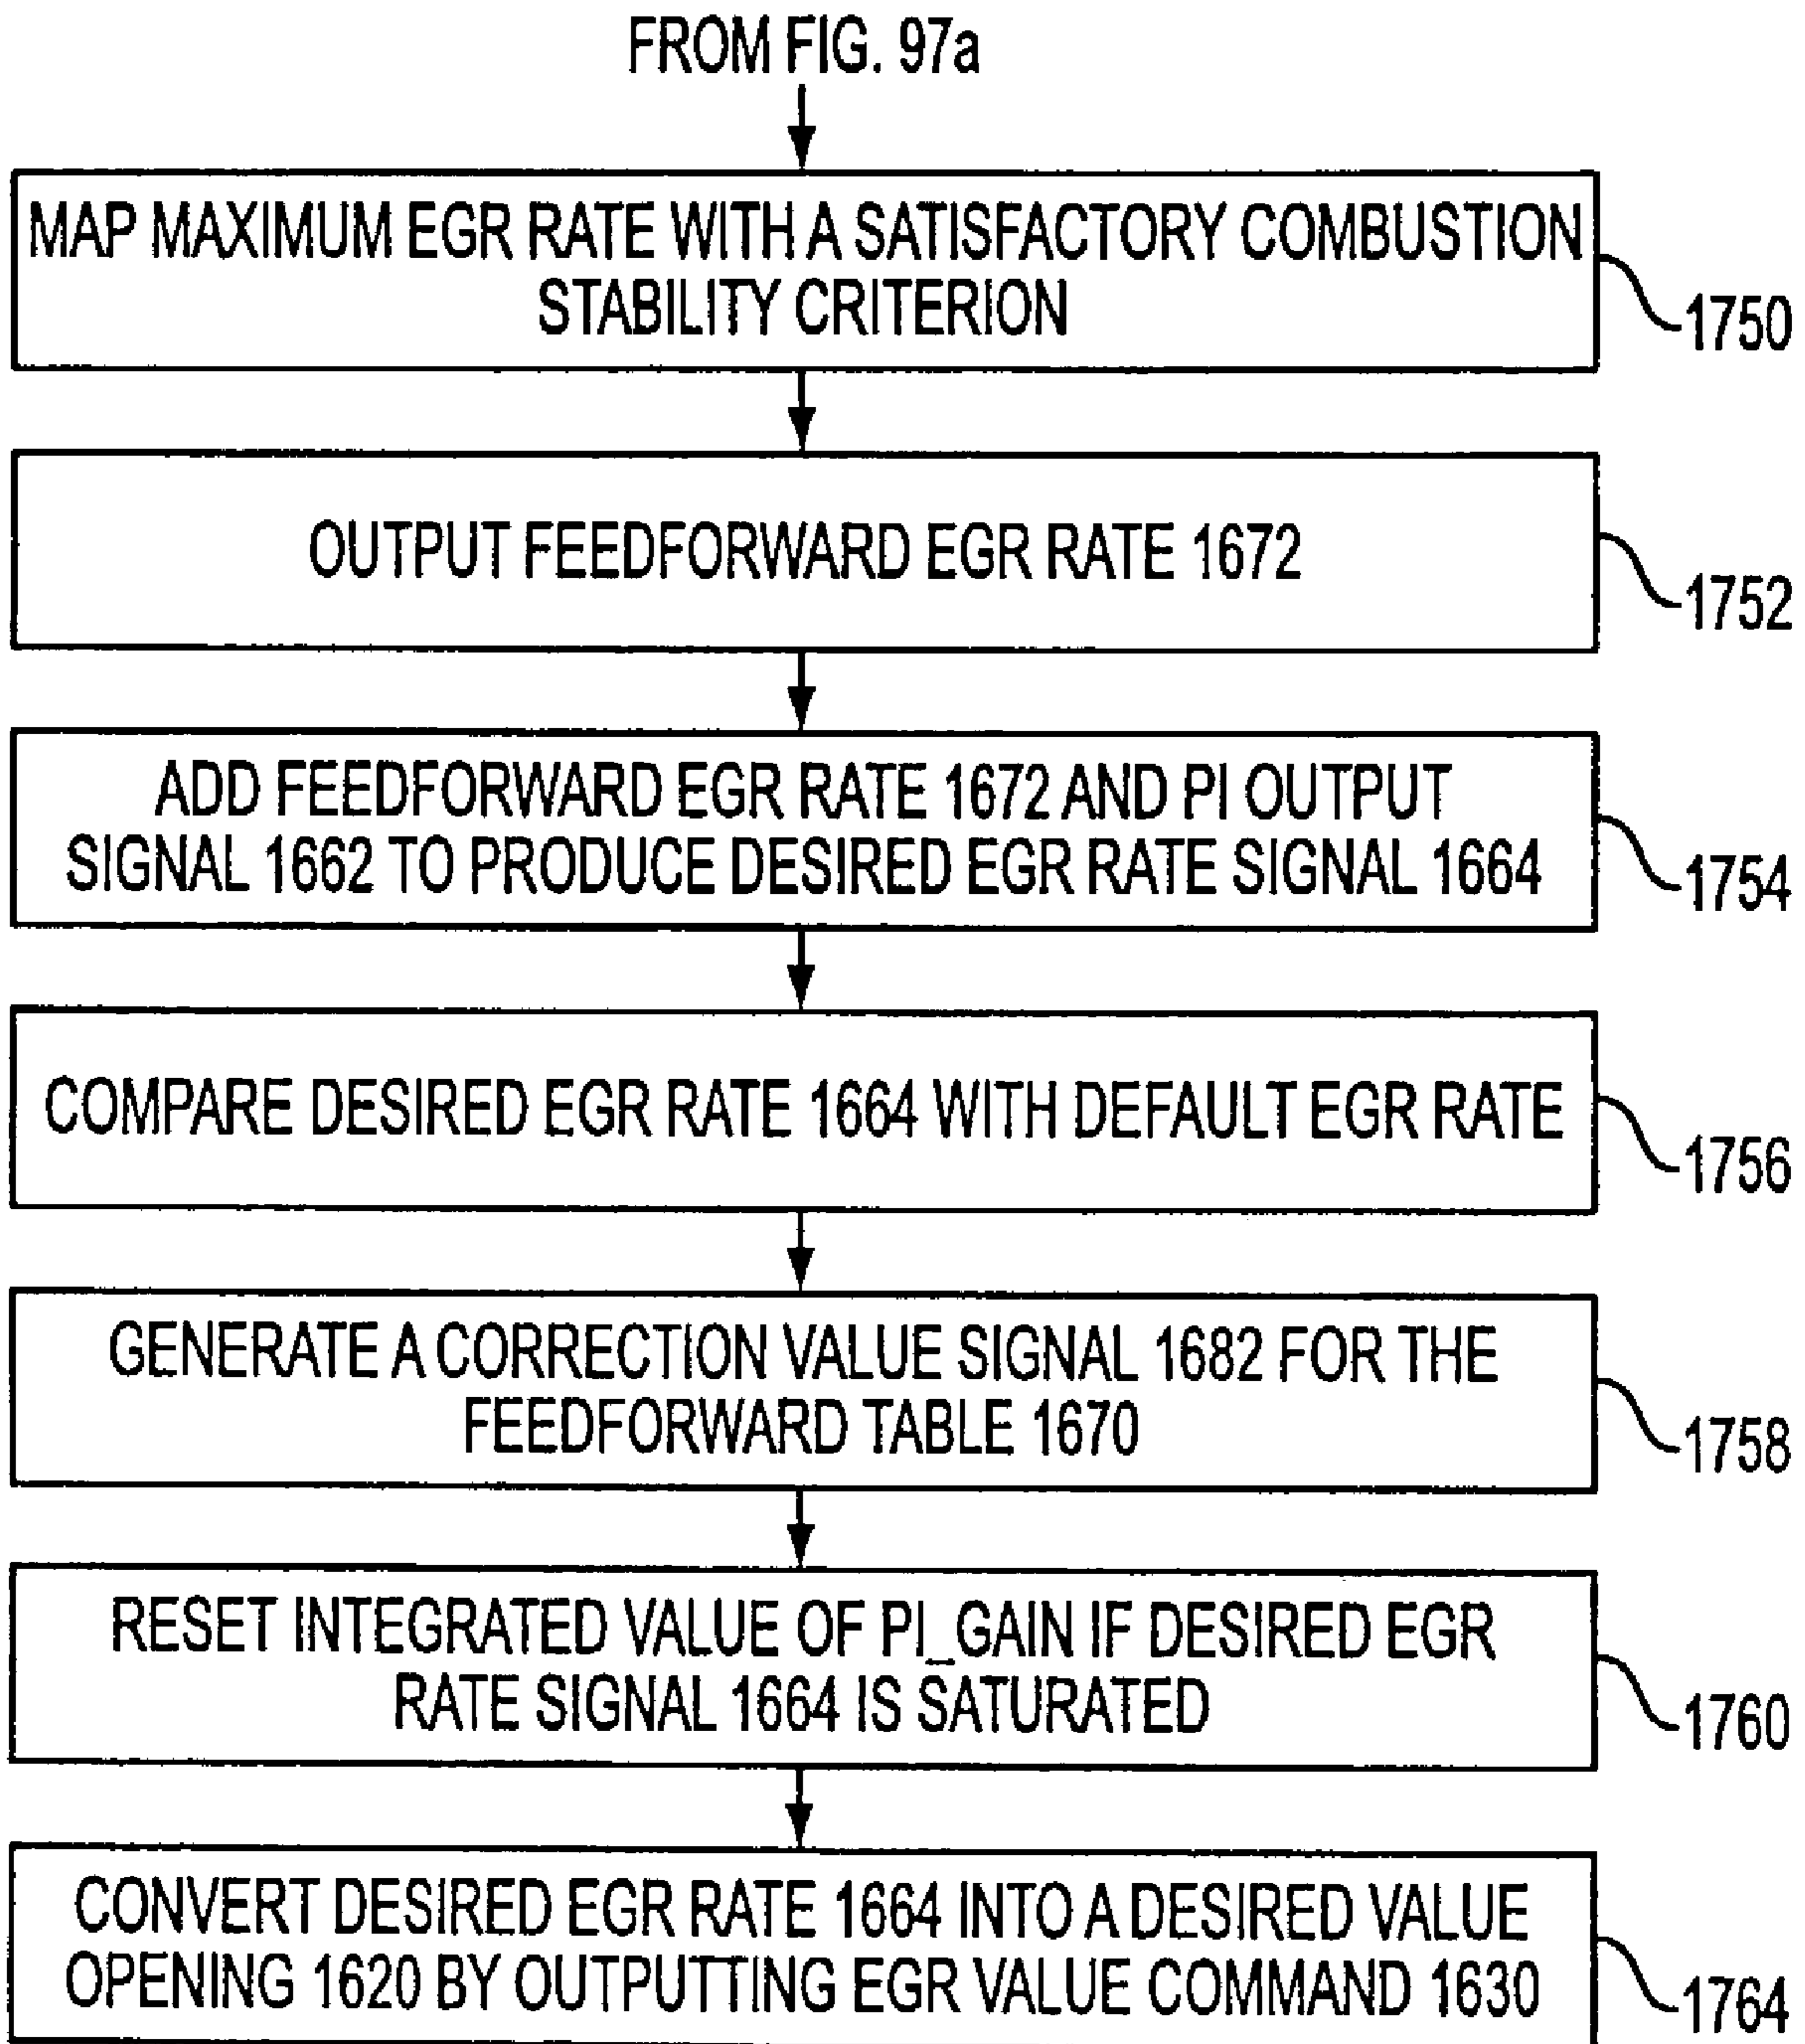 FROM FIG. 97a
MAP MAXIMUM EGR RATE WITH A SATISFACTORY COMBUSTION
STABILITY CRITERION
1750
OUTPUT FEEDFORWARD EGR RATE 1672
1752
ADD FEEDFORWARD EGR RATE 1672 AND PI OUTPUT
SIGNAL 1662 TO PRODUCE DESIRED EGR RATE SIGNAL 1664
1754
COMPARE DESIRED EGR RATE 1664 WITH DEFAULT EGR RATE
1756
GENERATE A CORRECTION VALUE SIGNAL 1682 FOR THE
FEEDFORWARD TABLE 1670
1758
RESET INTEGRATED VALUE OF PI_GAIN IF DESIRED EGR
RATE SIGNAL 1664 IS SATURATED
1760
CONVERT DESIRED EGR RATE 1664 INTO A DESIRED VALUE
OPENING 1620 BY OUTPUTTING EGR VALUE COMMAND 1630
1764